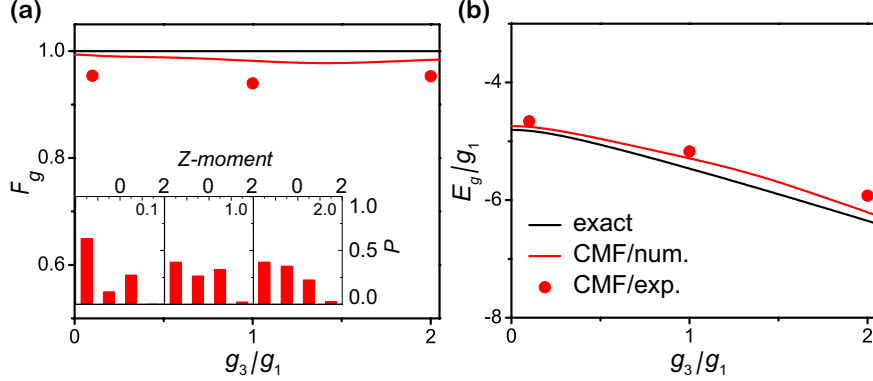 (a)
1.0
0.8
0.6
F_g
Z-moment
0 2 0 2 0 2
0.1 1.0 2.0
1.0
0.5
0.0
P
0 1 2
g_3/g_1
(b)
-4
-6
-8
E_g/g_1
exact
CMF/num.
CMF/exp.
0 1 2
g_3/g_1